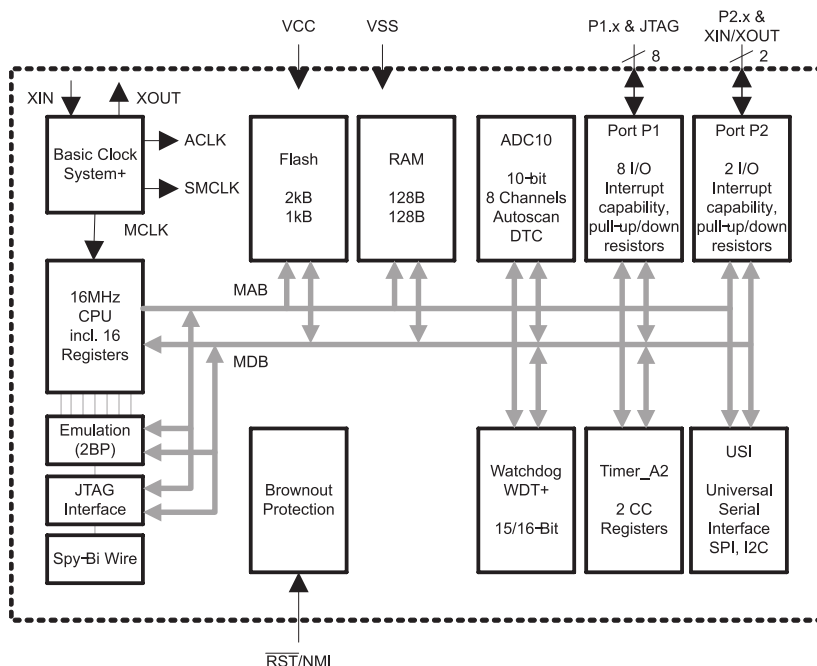 VCC
VSS
P1.x & JTAG
8
P2.x &
XIN/XOUT
2
XIN
XOUT
Basic Clock
System+
ACLK
SMCLK
MCLK
Flash
2kB
1kB
RAM
128B
128B
ADC10
10-bit
8 Channels
Autoscan
DTC
Port P1
8 I/O
Interrupt
capability,
pull-up/down
resistors
Port P2
2 I/O
Interrupt
capability,
pull-up/down
resistors
16MHz
CPU
incl. 16
Registers
MAB
MDB
Emulation
(2BP)
JTAG
Interface
Spy-Bi Wire
Brownout
Protection
RST/NMI
Watchdog
WDT+
15/16-Bit
Timer_A2
2 CC
Registers
USI
Universal
Serial
Interface
SPI, I2C